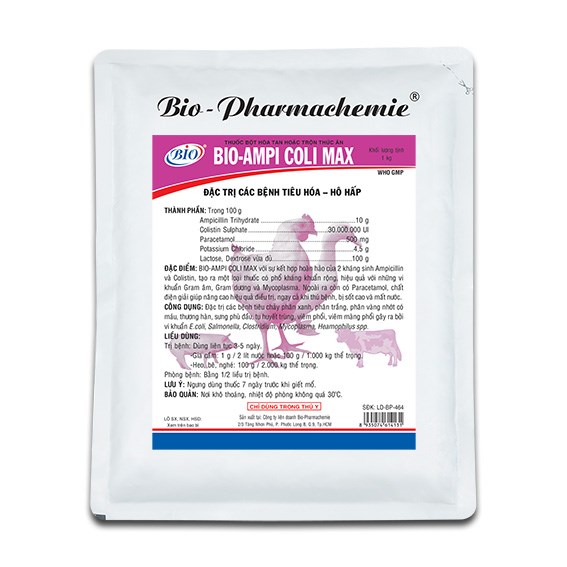 Bio - Pharmachemie®
BIO
THUỐC BỘT HÒA TAN HOẶC TRỘN THỨC ĂN
BIO-AMPI COLI MAX
Khối lượng tịnh
1 kg
WHO GMP
ĐẶC TRỊ CÁC BỆNH TIÊU HÓA – HÔ HẤP
THÀNH PHẦN: Trong 100 g
Ampicillin Trihydrate 10 g
Colistin Sulphate 30 000 000 UI
Paracetamol 500 mg
Potassium Chloride 4,5 g
Lactose, Dextrose vừa đủ 100 g
ĐẶC ĐIỂM: BIO-AMPI COLI MAX với sự kết hợp hoàn hảo của 2 kháng sinh Ampicillin
và Colistin, tạo ra một loại thuốc có phổ kháng khuẩn rộng, hiệu quả với những vi
khuẩn Gram âm, Gram dương và Mycoplasma. Ngoài ra còn có Paracetamol, chất
điện giải giúp nâng cao hiệu quả điều trị, ngay cả khi thú bệnh, bị sốt cao và mất nước.
CÔNG DỤNG: Đặc trị các bệnh tiêu chảy phân xanh, phân trắng, phân vàng nhớt có
máu, thương hàn, sưng phù đầu, tụ huyết trùng, viêm phổi, viêm màng phổi gây ra bởi
vi khuẩn E.coli, Salmonella, Clostridium, Mycoplasma, Heamophilus spp.
LIỀU DÙNG:
Trị bệnh: Dùng liên tục 3-5 ngày.
-Gia cầm: 1 g / 2 lít nước hoặc 100 g / 1.000 kg thể trọng.
-Heo, bê, nghé: 100 g / 2.000 kg thể trọng.
Phòng bệnh: Bằng 1/2 liều trị bệnh.
LƯU Ý: Ngưng dùng thuốc 7 ngày trước khi giết mổ.
BẢO QUẢN: Nơi khô thoáng, nhiệt độ phòng không quá 30°C.
CHỈ DÙNG TRONG THÚ Y
SĐK: LD-BP-464
LÔ SX, NSX, HSD:
Xem trên bao bì
Sản xuất tại: Công ty liên doanh Bio-Pharmachemie
2/3 Tăng Nhơn Phú, P. Phước Long B, Q.9, Tp.HCM